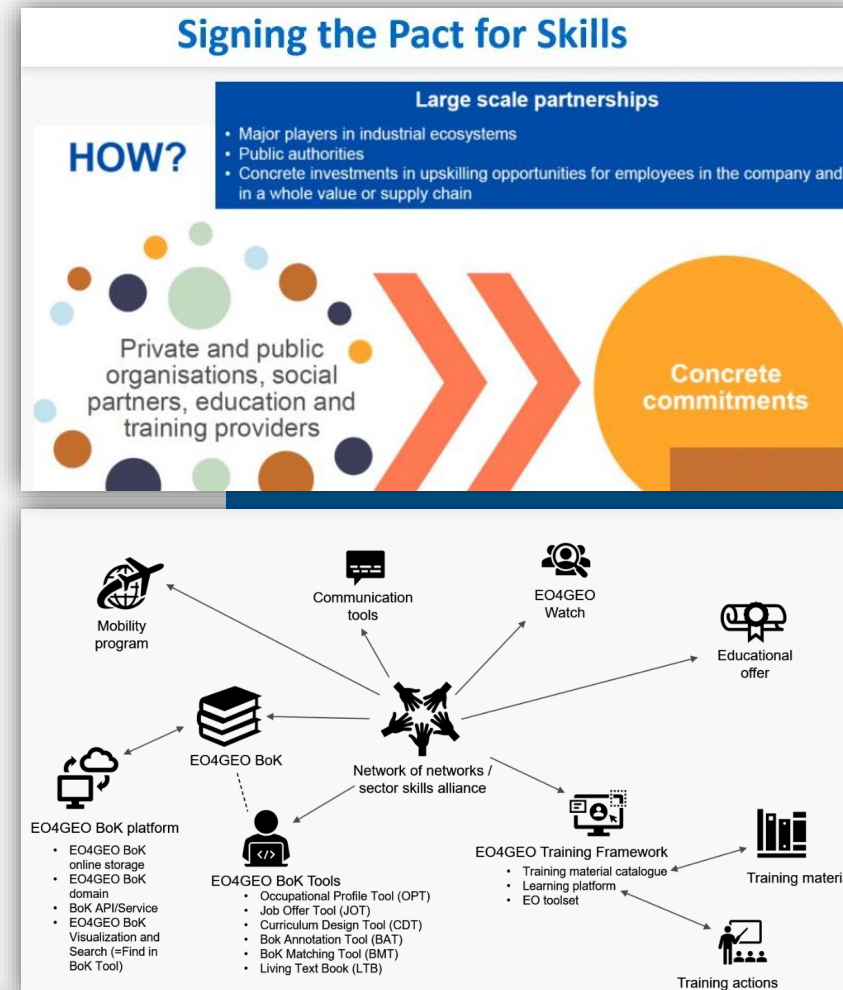 Signing the Pact for Skills
Large scale partnerships
HOW?
• Major players in industrial ecosystems
• Public authorities
• Concrete investments in upskilling opportunities for employees in the company and
in a whole value or supply chain
Private and public
organisations, social
partners, education and
training providers
Concrete
commitments
Mobility
program
Communication
tools
EO4GEO
Watch
Educational
offer
EO4GEO BoK
Network of networks /
sector skills alliance
EO4GEO BoK platform
• EO4GEO BoK
online storage
• EO4GEO BoK
domain
• BoK API/Service
• EO4GEO BoK
Visualization and
Search (=Find in
BoK Tool)
EO4GEO BoK Tools
• Occupational Profile Tool (OPT)
• Job Offer Tool (JOT)
• Curriculum Design Tool (CDT)
• Bok Annotation Tool (BAT)
• BoK Matching Tool (BMT)
• Living Text Book (LTB)
EO4GEO Training Framework
• Training material catalogue
• Learning platform
• EO toolset
Training materi
Training actions